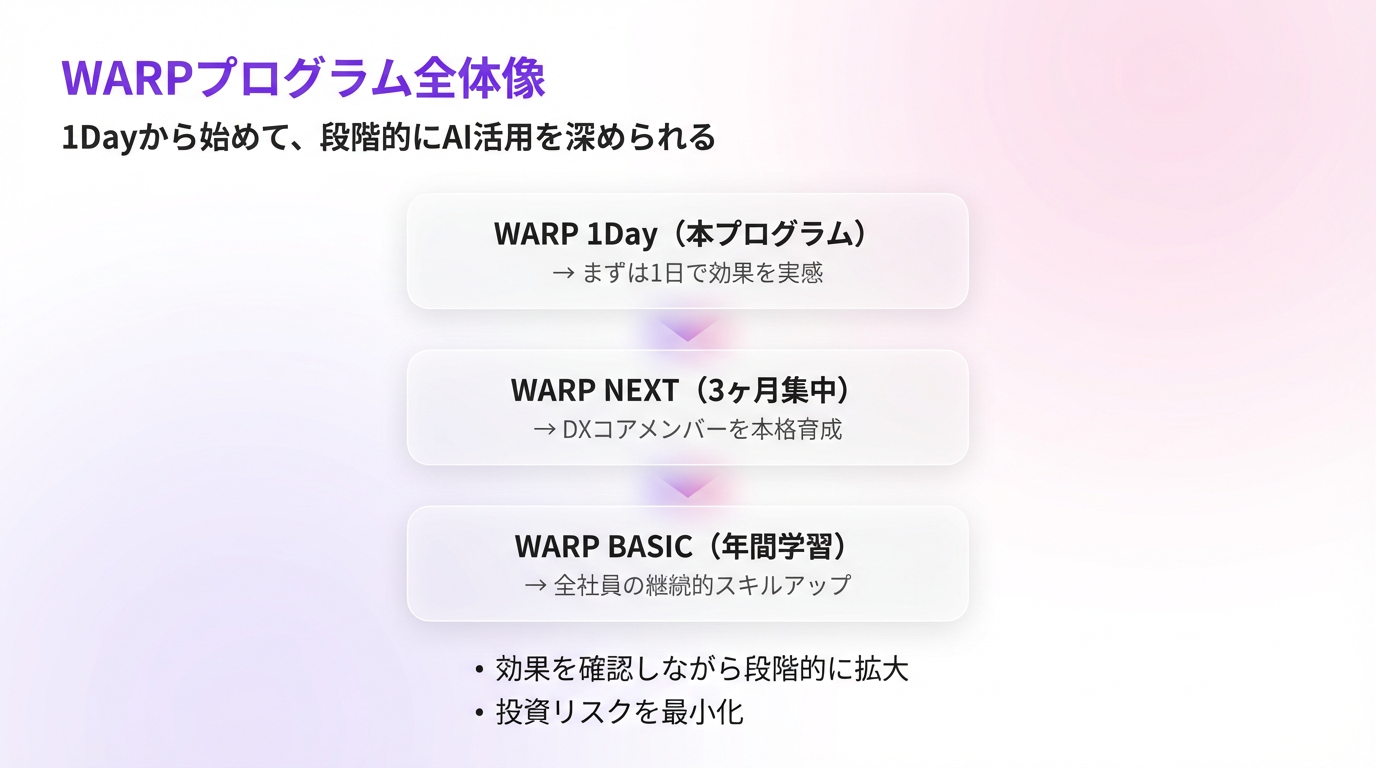 WARPプログラム全体像
1Dayから始めて、段階的にAI活用を深められる
WARP 1Day（本プログラム）
→ まずは1日で効果を実感
WARP NEXT（3ヶ月集中）
→ DXコアメンバーを本格育成
WARP BASIC（年間学習）
→ 全社員の継続的スキルアップ
• 効果を確認しながら段階的に拡大
• 投資リスクを最小化